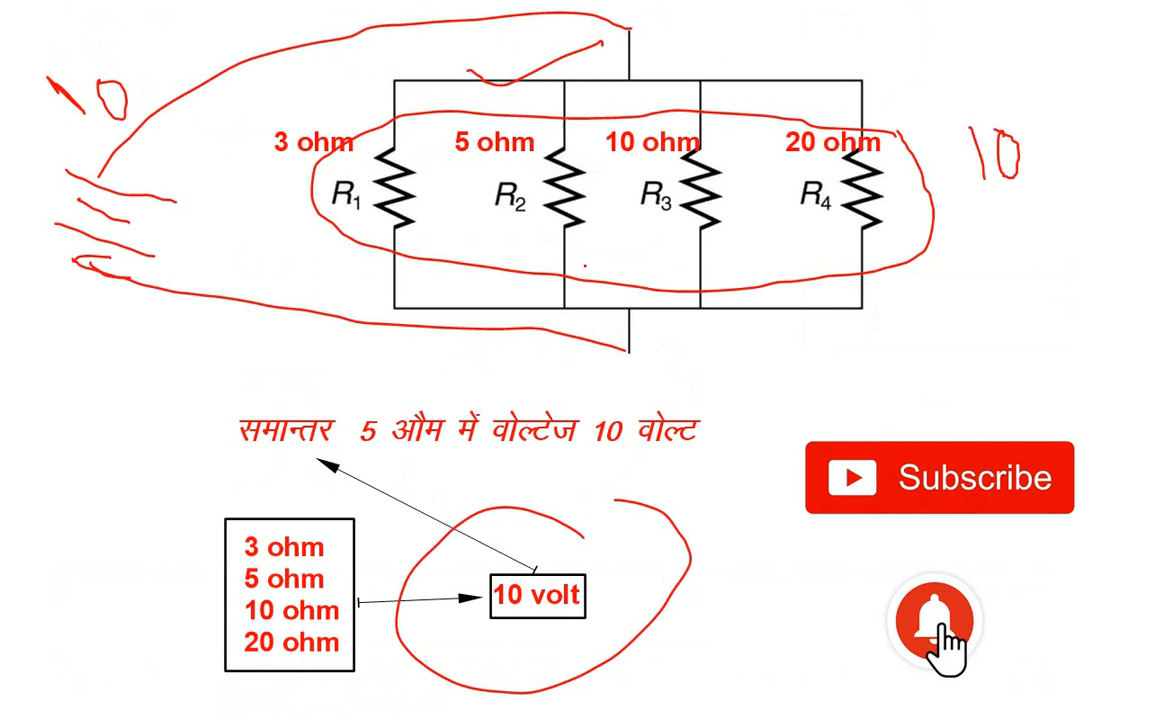 10
3 ohm 5 ohm 10 ohm 20 ohm
10
R1 R2 R3 R4
समान्तर 5 औम में वोल्टेज 10 वोल्ट
Subscribe
3 ohm
5 ohm
10 ohm
20 ohm
10 volt